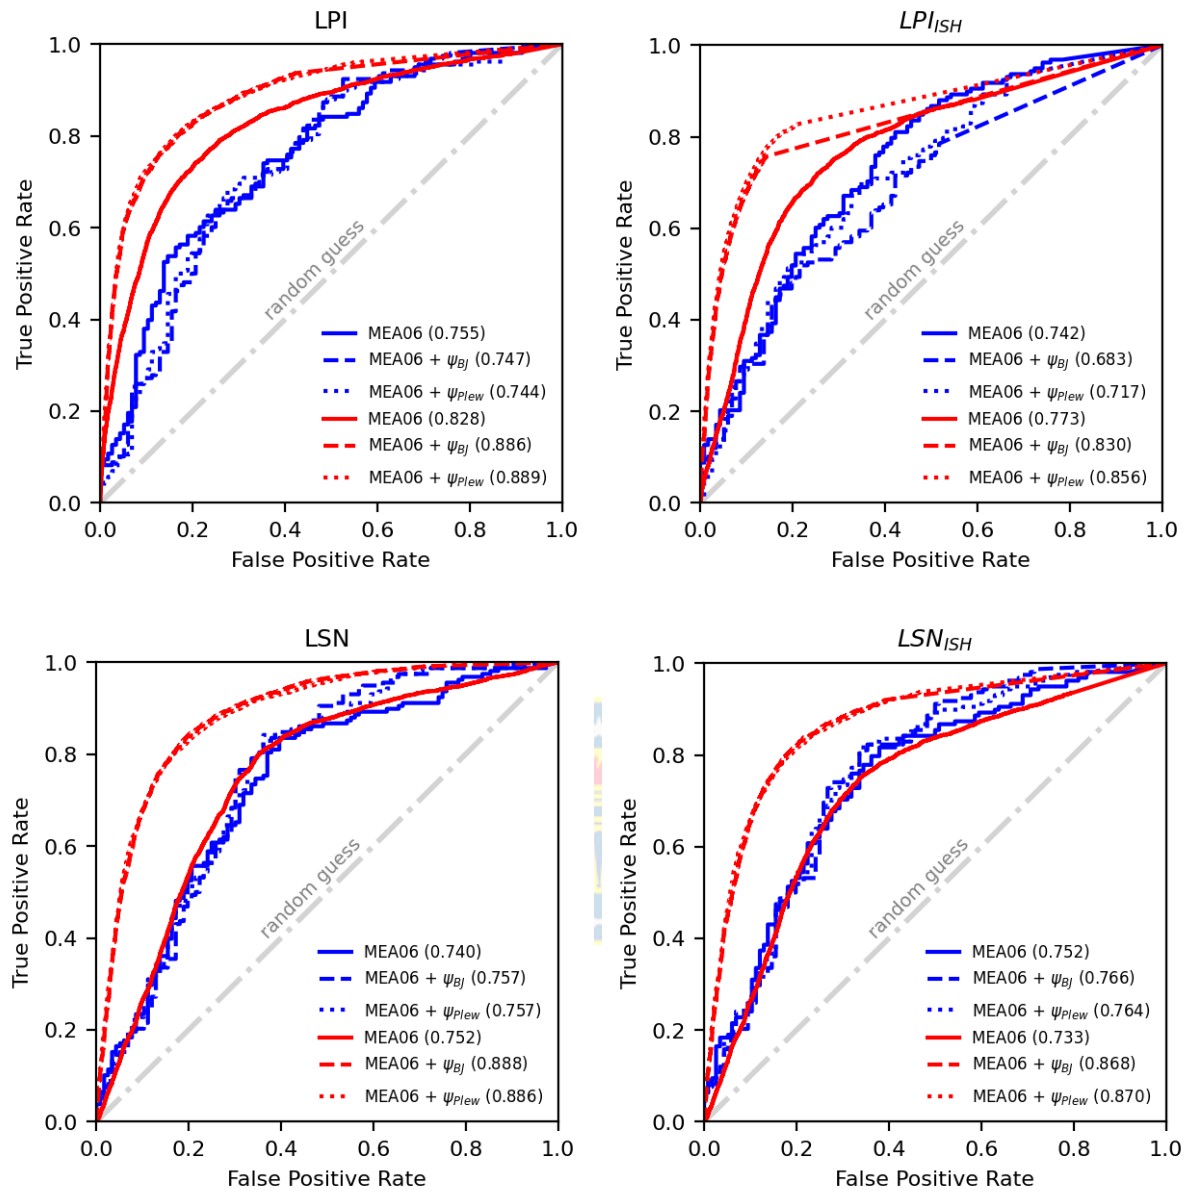 LPI
1.0
0.8
0.6
0.4
0.2
0.0
True Positive Rate
random guess
MEA06 (0.755)
MEA06 + ψBJ (0.747)
MEA06 + ψPlew (0.744)
MEA06 (0.828)
MEA06 + ψBJ (0.886)
MEA06 + ψPlew (0.889)
0.0 0.2 0.4 0.6 0.8 1.0
False Positive Rate
LPIISH
1.0
0.8
0.6
0.4
0.2
0.0
True Positive Rate
random guess
MEA06 (0.742)
MEA06 + ψBJ (0.683)
MEA06 + ψPlew (0.717)
MEA06 (0.773)
MEA06 + ψBJ (0.830)
MEA06 + ψPlew (0.856)
0.0 0.2 0.4 0.6 0.8 1.0
False Positive Rate
LSN
1.0
0.8
0.6
0.4
0.2
0.0
True Positive Rate
random guess
MEA06 (0.740)
MEA06 + ψBJ (0.757)
MEA06 + ψPlew (0.757)
MEA06 (0.752)
MEA06 + ψBJ (0.888)
MEA06 + ψPlew (0.886)
0.0 0.2 0.4 0.6 0.8 1.0
False Positive Rate
LSNISH
1.0
0.8
0.6
0.4
0.2
0.0
True Positive Rate
random guess
MEA06 (0.752)
MEA06 + ψBJ (0.766)
MEA06 + ψPlew (0.764)
MEA06 (0.733)
MEA06 + ψBJ (0.868)
MEA06 + ψPlew (0.870)
0.0 0.2 0.4 0.6 0.8 1.0
False Positive Rate